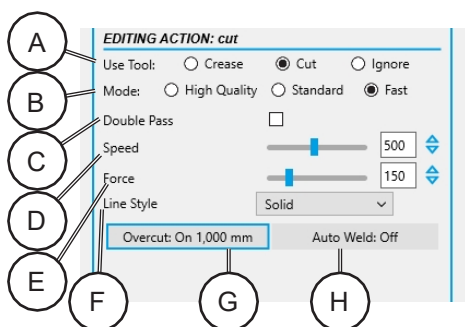 EDITING ACTION: cut
A
Use Tool: Crease Cut Ignore
B
Mode: High Quality Standard Fast
C
Double Pass
D
Speed 500
E
Force 150
F
Line Style Solid
Overcut: On 1,000 mm Auto Weld: Off
G
H